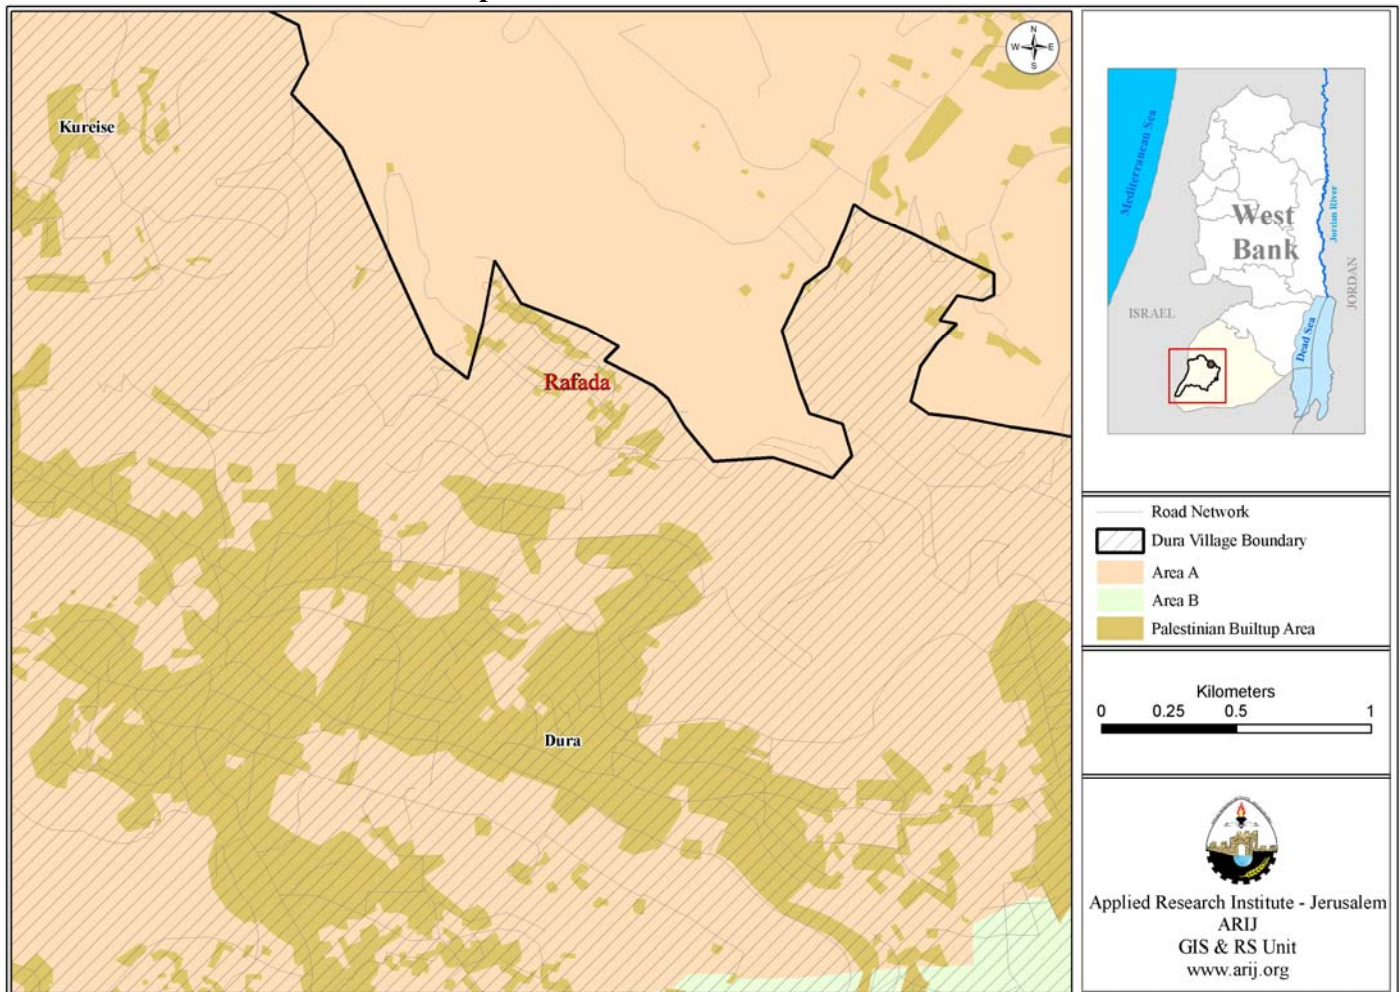 N
W
E
S
Kureise
Rafada
Dura
Mediterranean Sea
West
Bank
Jordan River
JORDAN
ISRAEL
Dead Sea
Road Network
Dura Village Boundary
Area A
Area B
Palestinian Builtup Area
Kilometers
0 0.25 0.5 1
Applied Research Institute - Jerusalem
ARIJ
GIS & RS Unit
www.arij.org